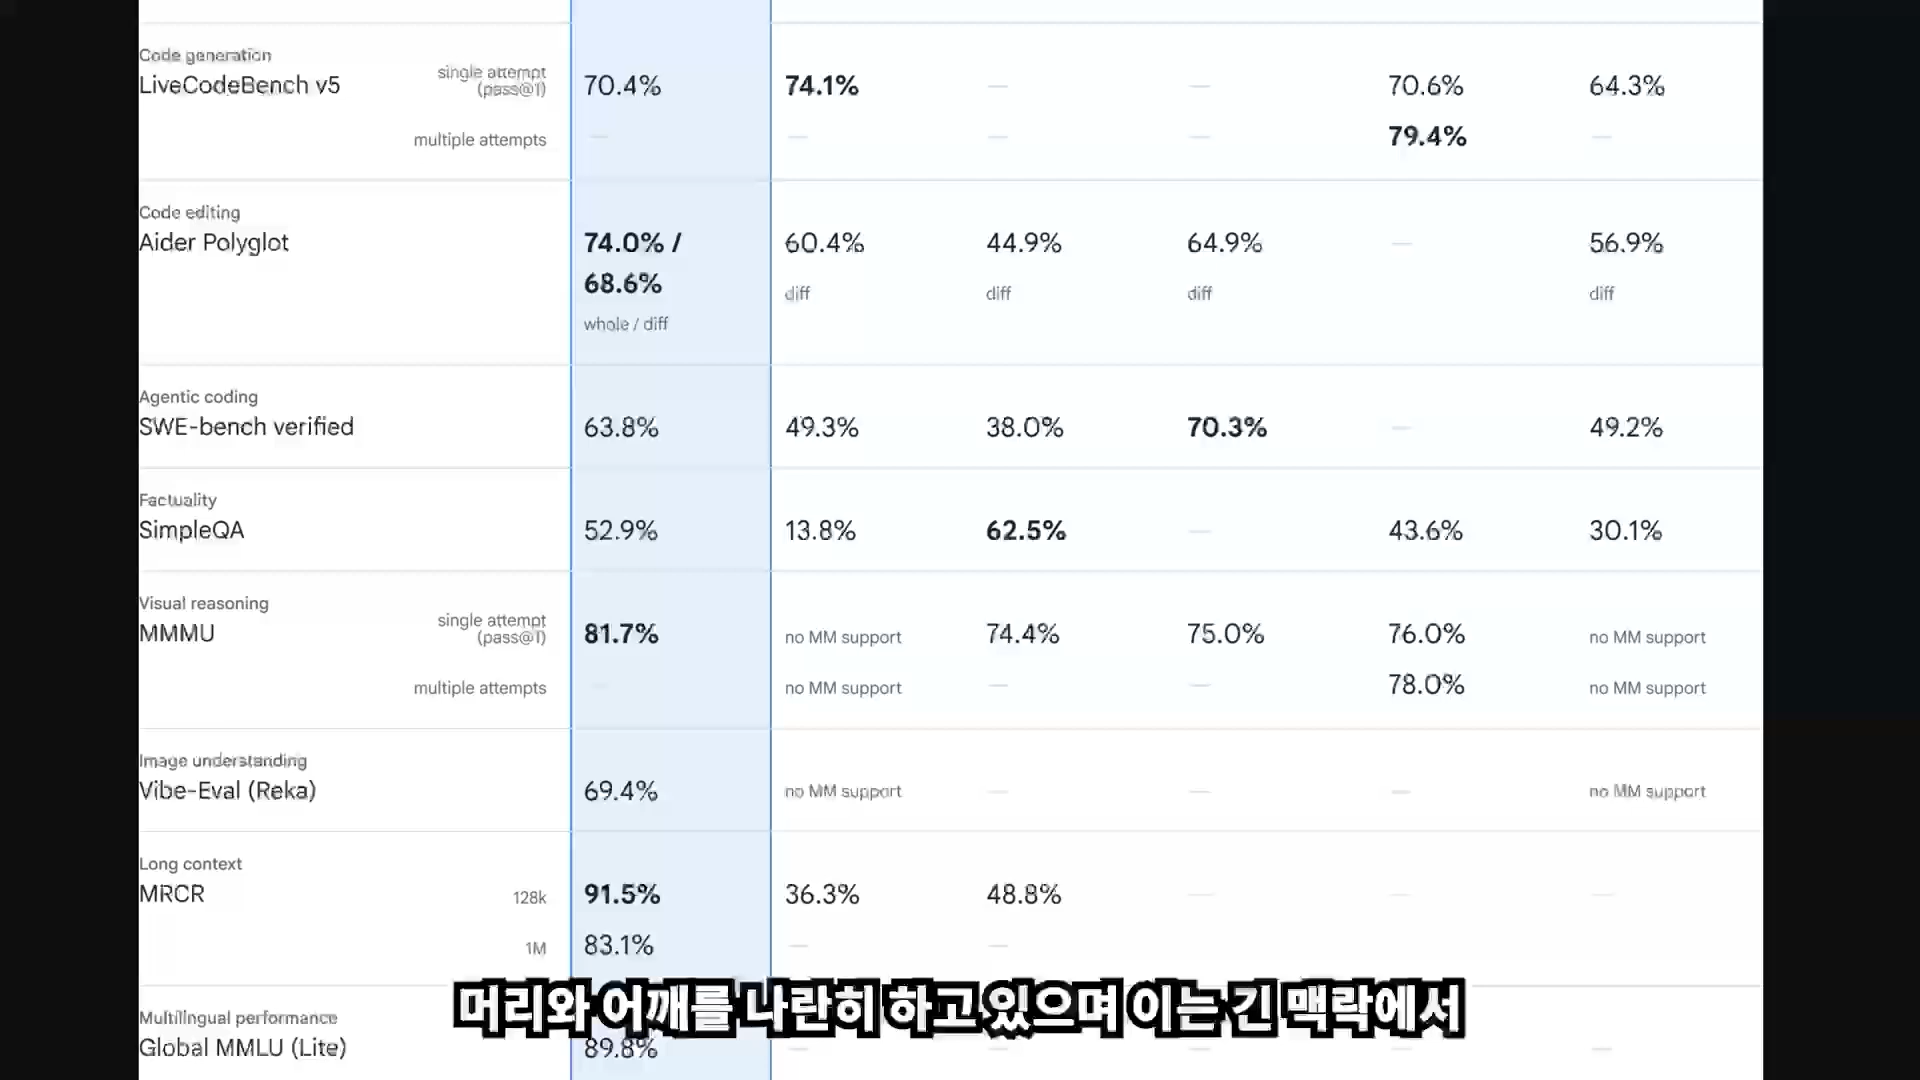 Code generation
LiveCodeBench v5 single attempt (pass@1) 70.4% 74.1% — — 70.6% 64.3%
multiple attempts — — — — 79.4% —
Code editing
Aider Polyglot 74.0% / 68.6% 60.4% 44.9% 64.9% — 56.9%
whole / diff diff diff diff diff
Agentic coding
SWE-bench verified 63.8% 49.3% 38.0% 70.3% — 49.2%
Factuality
SimpleQA 52.9% 13.8% 62.5% — 43.6% 30.1%
Visual reasoning
MMMU single attempt (pass@1) 81.7% no MM support 74.4% 75.0% 76.0% no MM support
multiple attempts — no MM support — — 78.0% no MM support
Image understanding
Vibe-Eval (Reka) 69.4% no MM support — — — no MM support
Long context
MRCR 128k 91.5% 36.3% 48.8% — — —
1M 83.1% — —
머리와 어깨를 나란히 하고 있으며 이는 긴 맥락에서
Multilingual performance
Global MMLU (Lite) 89.8% — — — — —